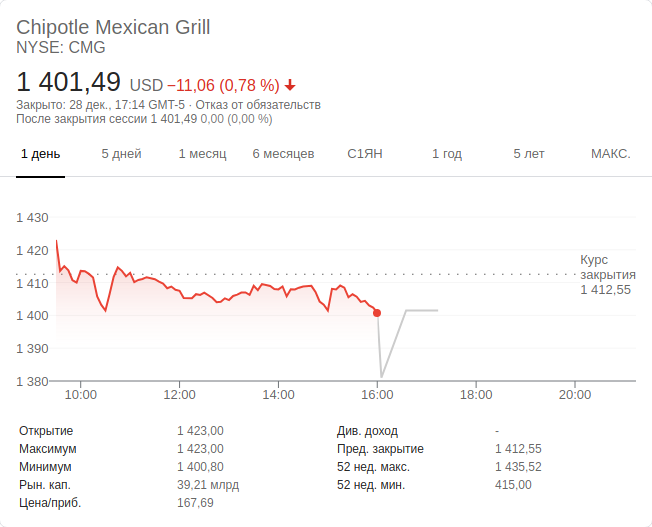 Chipotle Mexican Grill
NYSE: CMG
1 401,49 USD −11,06 (0,78 %)
Закрыто: 28 дек., 17:14 GMT-5 · Отказ от обязательств
После закрытия сессии 1 401,49 0,00 (0,00 %)
1 день 5 дней 1 месяц 6 месяцев С1ЯН 1 год 5 лет МАКС.
1 430
1 420
1 410
1 400
1 390
1 380
Курс
закрытия
1 412,55
10:00 12:00 14:00 16:00 18:00 20:00
Открытие 1 423,00 Див. доход -
Максимум 1 423,00 Пред. закрытие 1 412,55
Минимум 1 400,80 52 нед. макс. 1 435,52
Рын. кап. 39,21 млрд 52 нед. мин. 415,00
Цена/приб. 167,69